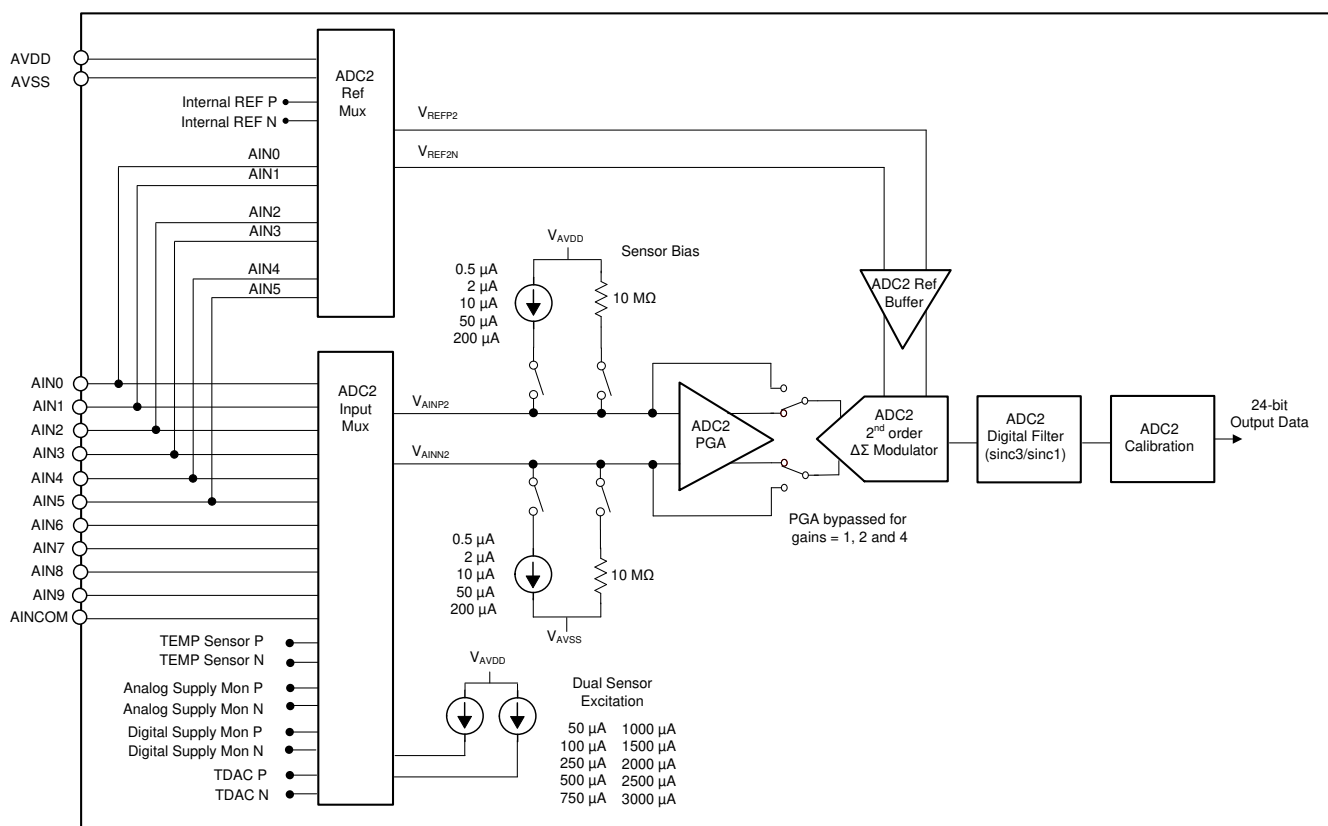 AVDD
AVSS
Internal REF P
Internal REF N
AIN0
AIN1
AIN2
AIN3
AIN4
AIN5
ADC2
Ref
Mux
VREFP2
VREF2N
VAVDD
Sensor Bias
0.5 µA
2 µA
10 µA
50 µA
200 µA
10 MΩ
ADC2 Ref
Buffer
AIN0
AIN1
AIN2
AIN3
AIN4
AIN5
AIN6
AIN7
AIN8
AIN9
AINCOM
TEMP Sensor P
TEMP Sensor N
Analog Supply Mon P
Analog Supply Mon N
Digital Supply Mon P
Digital Supply Mon N
TDAC P
TDAC N
ADC2
Input
Mux
VAINP2
VAINN2
ADC2
PGA
ADC2
2nd order
ΔΣ Modulator
ADC2
Digital Filter
(sinc3/sinc1)
ADC2
Calibration
24-bit
Output Data
PGA bypassed for
gains = 1, 2 and 4
0.5 µA
2 µA
10 µA
50 µA
200 µA
10 MΩ
VAVSS
VAVDD
Dual Sensor
Excitation
50 µA 1000 µA
100 µA 1500 µA
250 µA 2000 µA
500 µA 2500 µA
750 µA 3000 µA